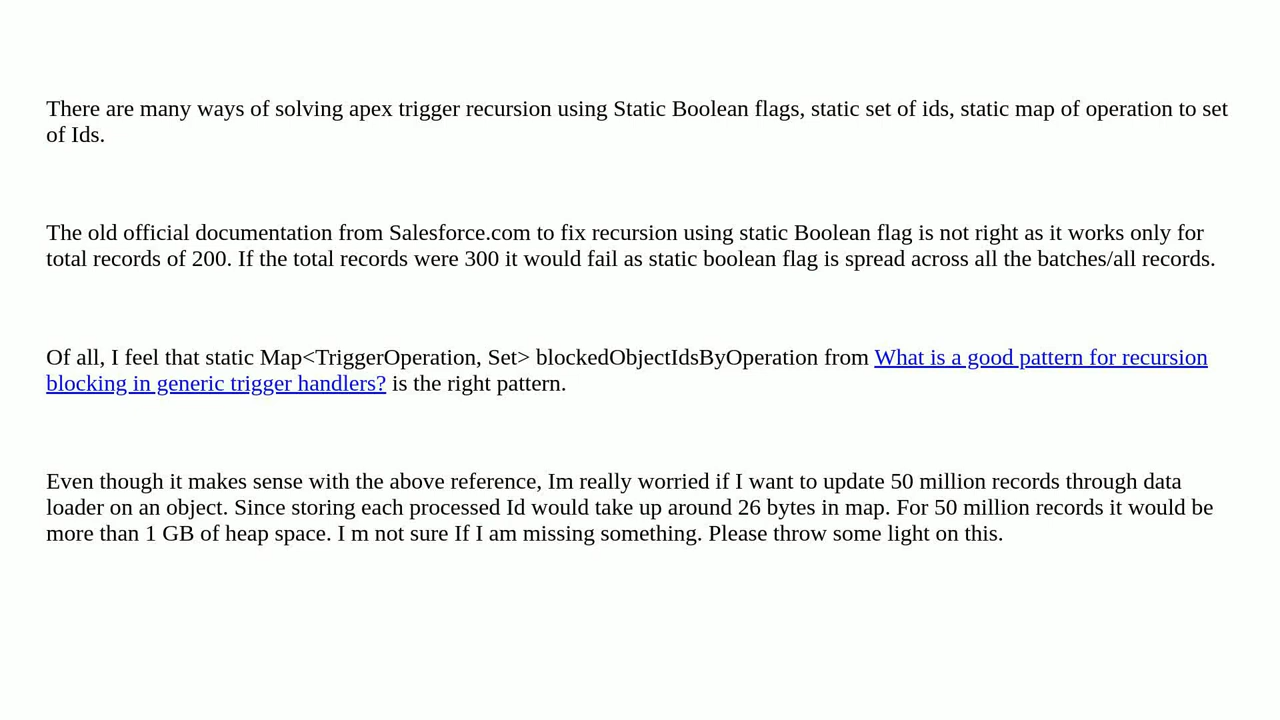 There are many ways of solving apex trigger recursion using Static Boolean flags, static set of ids, static map of operation to set
of Ids.
The old official documentation from Salesforce.com to fix recursion using static Boolean flag is not right as it works only for
total records of 200. If the total records were 300 it would fail as static boolean flag is spread across all the batches/all records.
Of all, I feel that static Map<TriggerOperation, Set> blockedObjectIdsByOperation from What is a good pattern for recursion
blocking in generic trigger handlers? is the right pattern.
Even though it makes sense with the above reference, Im really worried if I want to update 50 million records through data
loader on an object. Since storing each processed Id would take up around 26 bytes in map. For 50 million records it would be
more than 1 GB of heap space. I m not sure If I am missing something. Please throw some light on this.